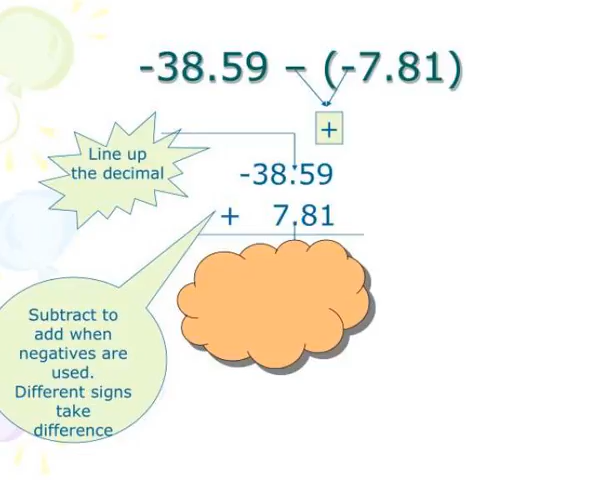 -38.59 – (-7.81)
+
Line up
the decimal
-38.59
+ 7.81
Subtract to
add when
negatives are
used.
Different signs
take
difference